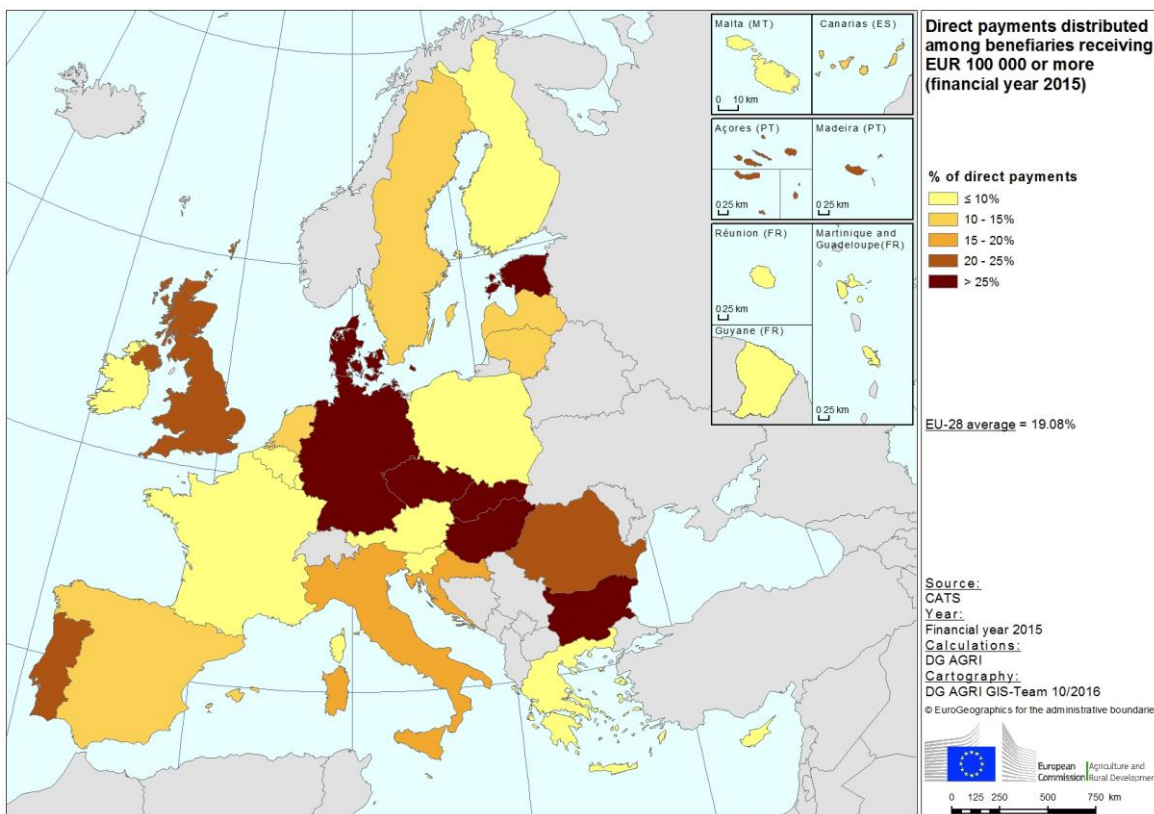 Malta (MT)
0 10 km
Canarias (ES)
Açores (PT)
0 25 km
Madeira (PT)
0 25 km
Réunion (FR)
0 25 km
Martinique and
Guadeloupe(FR)
0 25 km
Guyane (FR)
0 25 km
Direct payments distributed
among benefiaries receiving
EUR 100 000 or more
(financial year 2015)
% of direct payments
≤ 10%
10 - 15%
15 - 20%
20 - 25%
> 25%
EU-28 average = 19.08%
Source:
CATS
Year:
Financial year 2015
Calculations:
DG AGRI
Cartography:
DG AGRI GIS-Team 10/2016
© EuroGeographics for the administrative boundarie
European
Commission
Agriculture and
Rural Developme
0 125 250 500 750 km